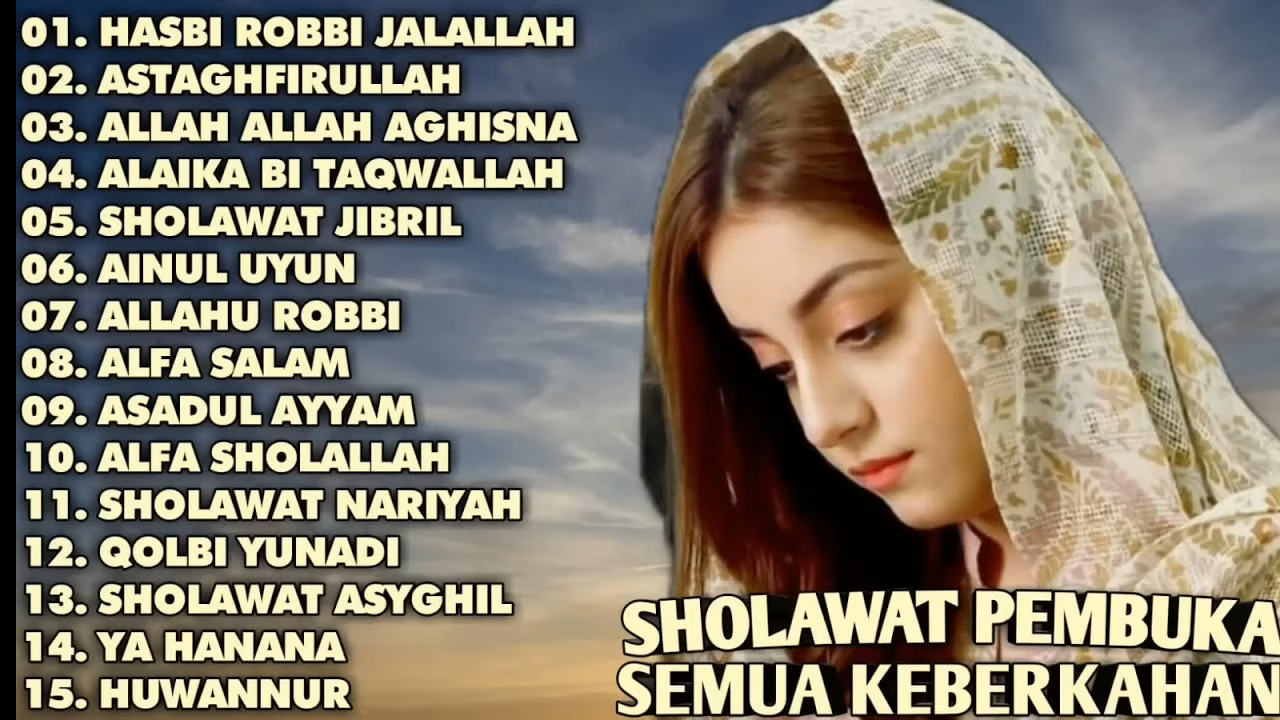 01. HASBI ROBBI JALALLAH
02. ASTAGHFIRULLAH
03. ALLAH ALLAH AGHISNA
04. ALAIKA BI TAQWALLAH
05. SHOLAWAT JIBRIL
06. AINUL UYUN
07. ALLAHU ROBBI
08. ALFA SALAM
09. ASADUL AYYAM
10. ALFA SHOLALLAH
11. SHOLAWAT NARIYAH
12. QOLBI YUNADI
13. SHOLAWAT ASYGHIL
14. YA HANANA
15. HUWANNUR
SHOLAWAT PEMBUKA
SEMUA KEBERKAHAN